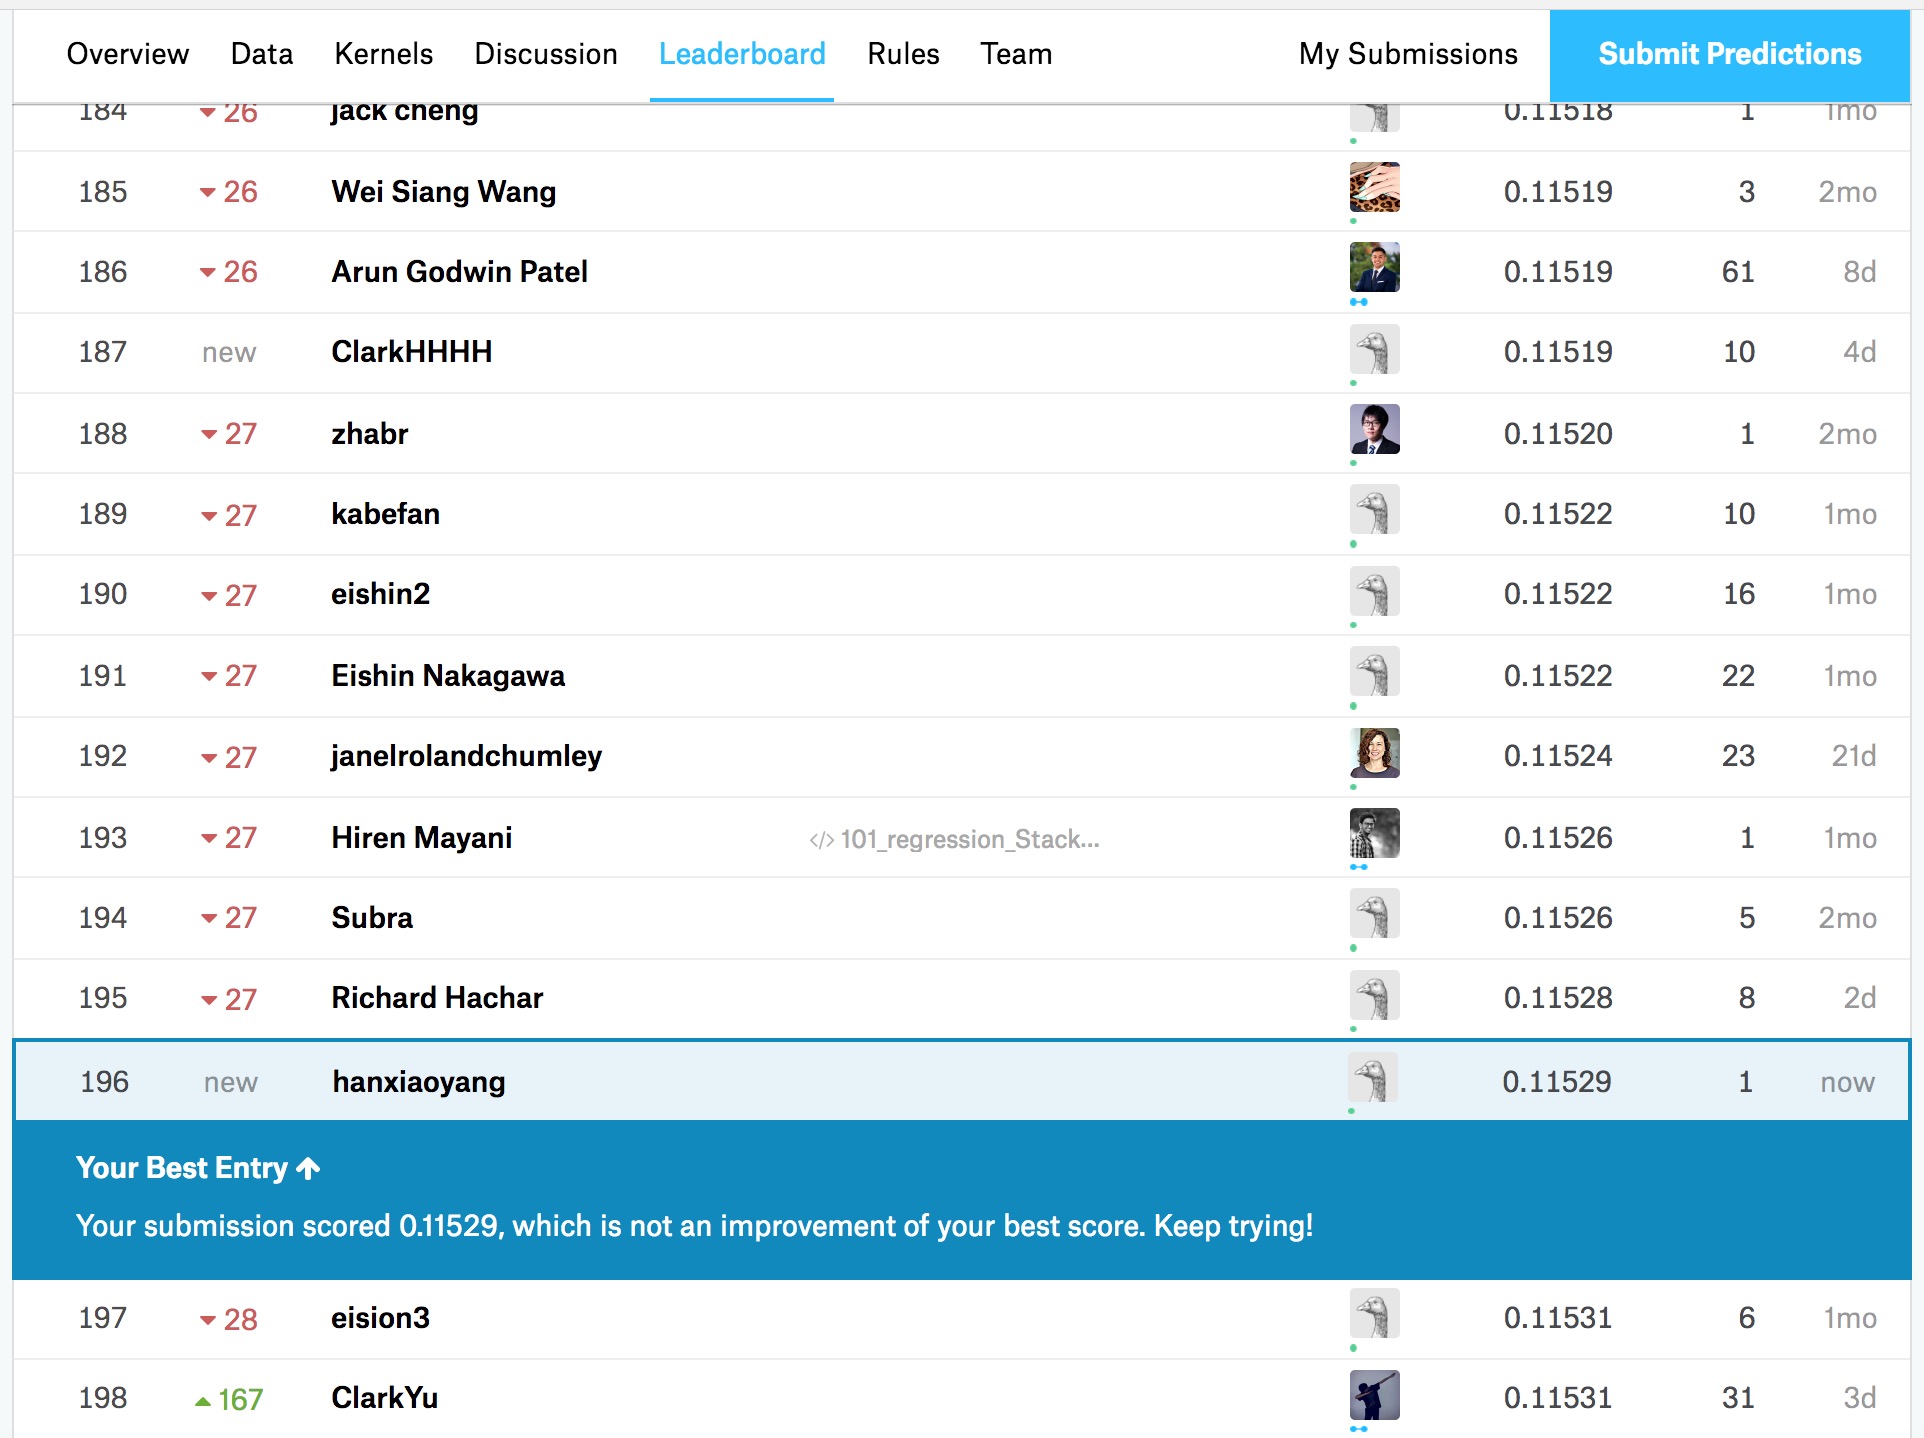 Overview Data Kernels Discussion Leaderboard Rules Team My Submissions Submit Predictions
184 26 jack cheng 0.11518 1 1mo
185 26 Wei Siang Wang 0.11519 3 2mo
186 26 Arun Godwin Patel 0.11519 61 8d
187 new ClarkHHHH 0.11519 10 4d
188 27 zhabr 0.11520 1 2mo
189 27 kabefan 0.11522 10 1mo
190 27 eishin2 0.11522 16 1mo
191 27 Eishin Nakagawa 0.11522 22 1mo
192 27 janelrolandchumley 0.11524 23 21d
193 27 Hiren Mayani </> 101_regression_Stack... 0.11526 1 1mo
194 27 Subra 0.11526 5 2mo
195 27 Richard Hachar 0.11528 8 2d
196 new hanxiaoyang 0.11529 1 now
Your Best Entry ↑
Your submission scored 0.11529, which is not an improvement of your best score. Keep trying!
197 28 eision3 0.11531 6 1mo
198 167 ClarkYu 0.11531 31 3d